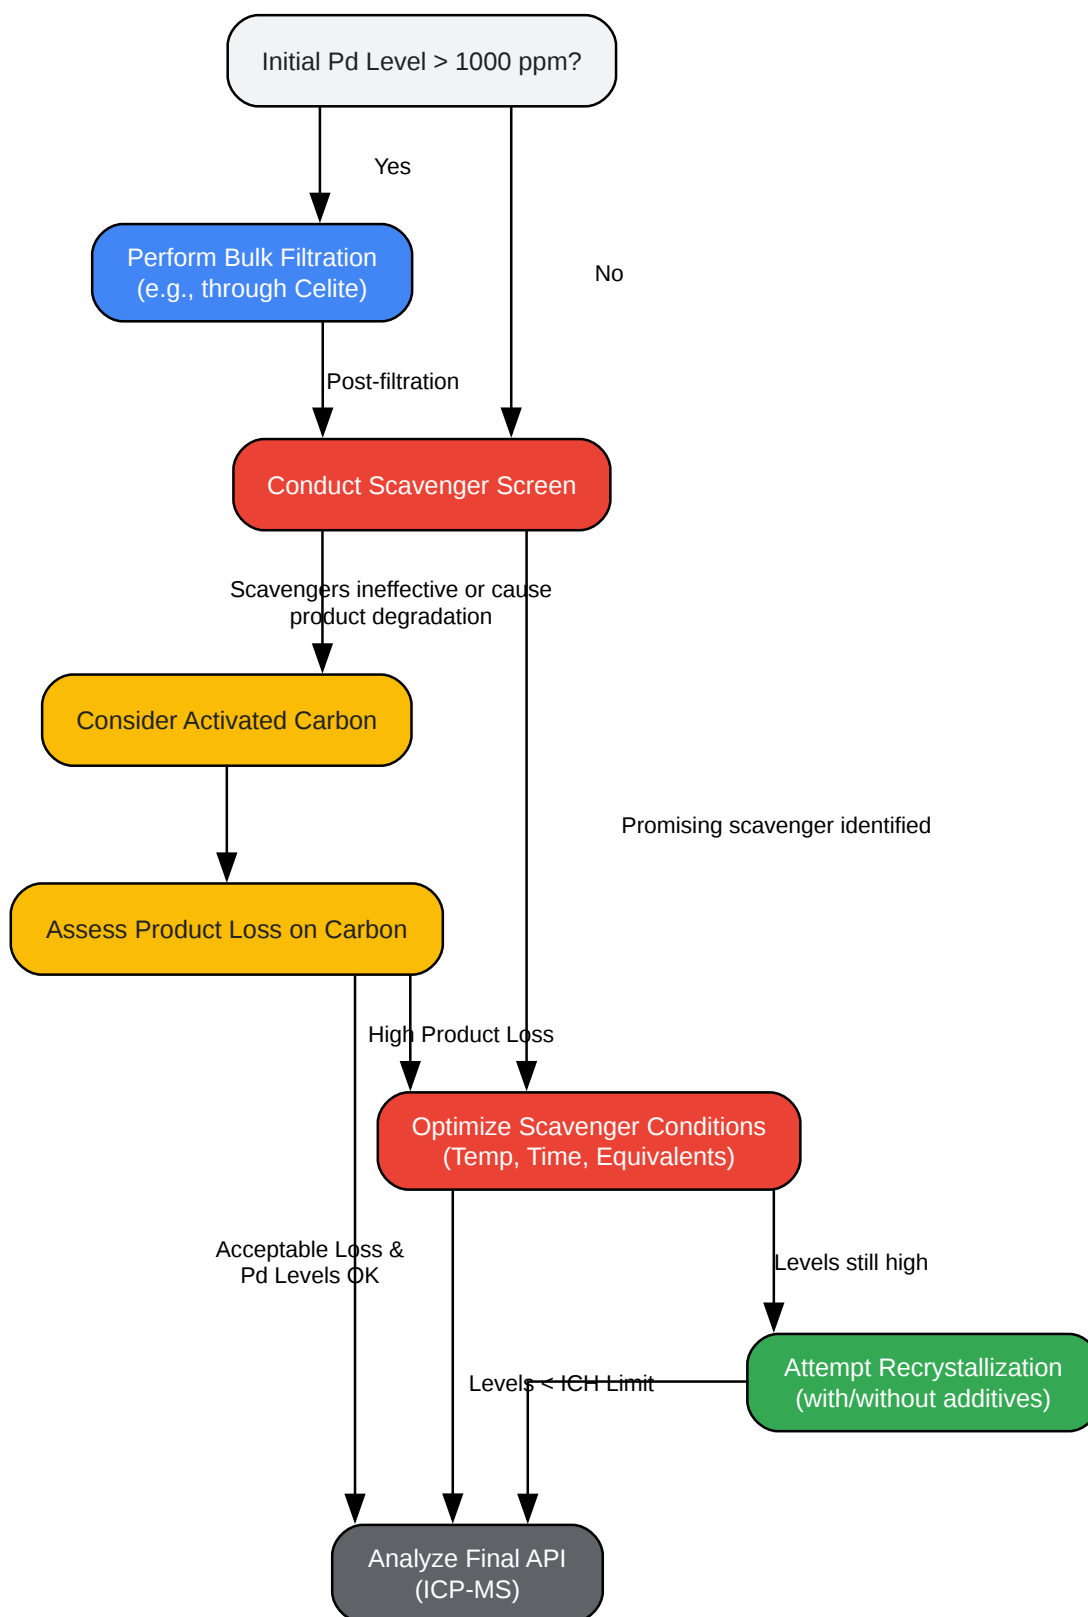 Initial Pd Level > 1000 ppm?
Yes
Perform Bulk Filtration
(e.g., through Celite)
No
Post-filtration
Conduct Scavenger Screen
Scavengers ineffective or cause
product degradation
Consider Activated Carbon
Promising scavenger identified
Assess Product Loss on Carbon
High Product Loss
Optimize Scavenger Conditions
(Temp, Time, Equivalents)
Acceptable Loss &
Pd Levels OK
Levels still high
Attempt Recrystallization
(with/without additives)
Levels < ICH Limit
Analyze Final API
(ICP-MS)